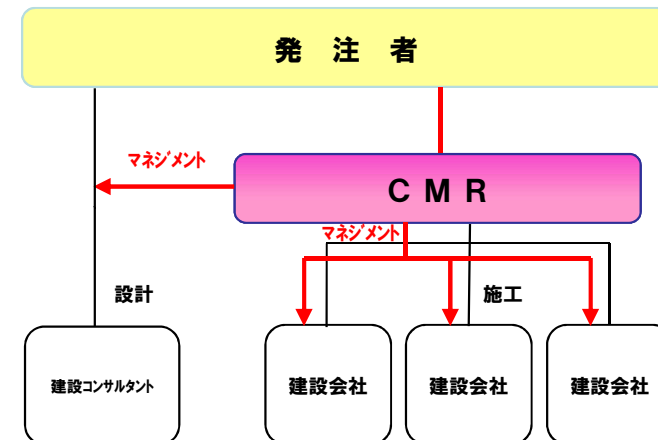 発 注 者
マネジメント
ＣＭＲ
マネジメント
設計
施工
建設コンサルタント
建設会社
建設会社
建設会社